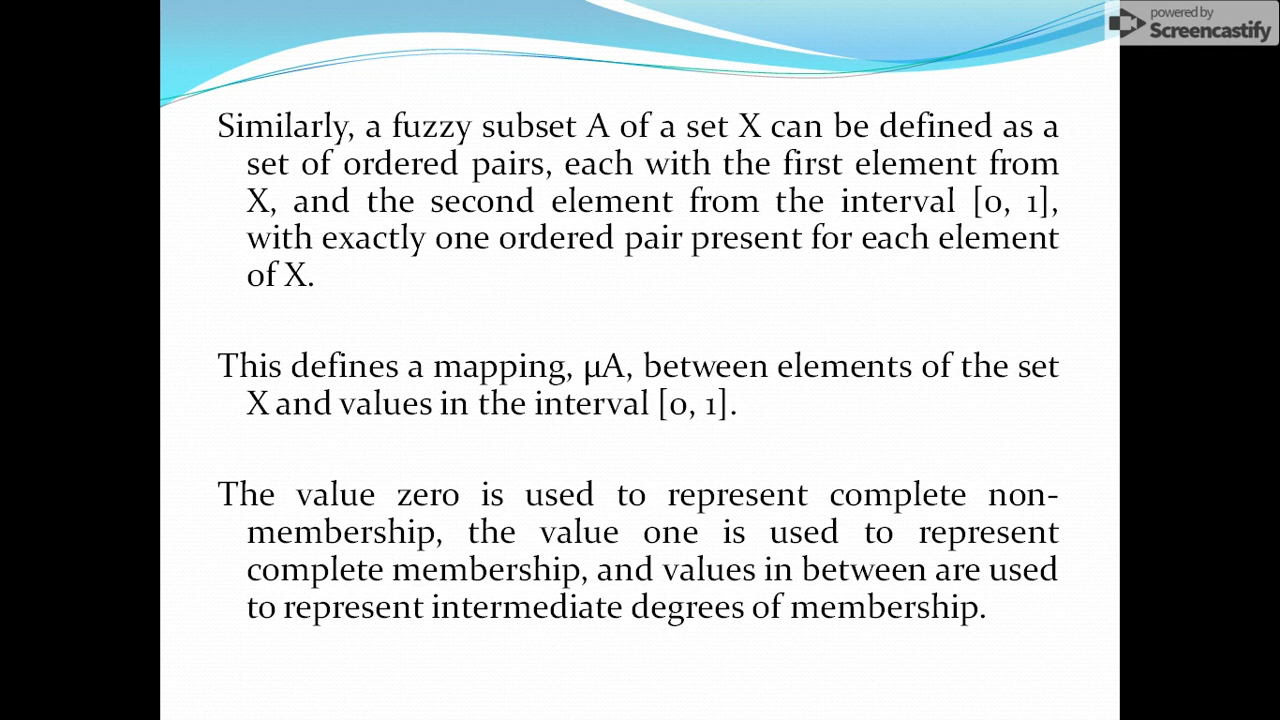 powered by
Screencastify
Similarly, a fuzzy subset A of a set X can be defined as a
set of ordered pairs, each with the first element from
X, and the second element from the interval [0, 1],
with exactly one ordered pair present for each element
of X.
This defines a mapping, μA, between elements of the set
X and values in the interval [0, 1].
The value zero is used to represent complete non-
membership, the value one is used to represent
complete membership, and values in between are used
to represent intermediate degrees of membership.